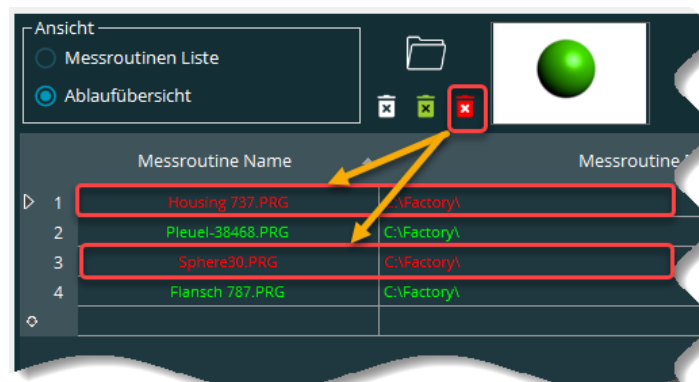 Ansicht
Messroutinen Liste
Ablaufübersicht
Messroutine Name Messroutine
1 Housing 737.PRG C:\Factory\
2 Pleuel-38468.PRG C:\Factory\
3 Sphere30.PRG C:\Factory\
4 Flansch 787.PRG C:\Factory\